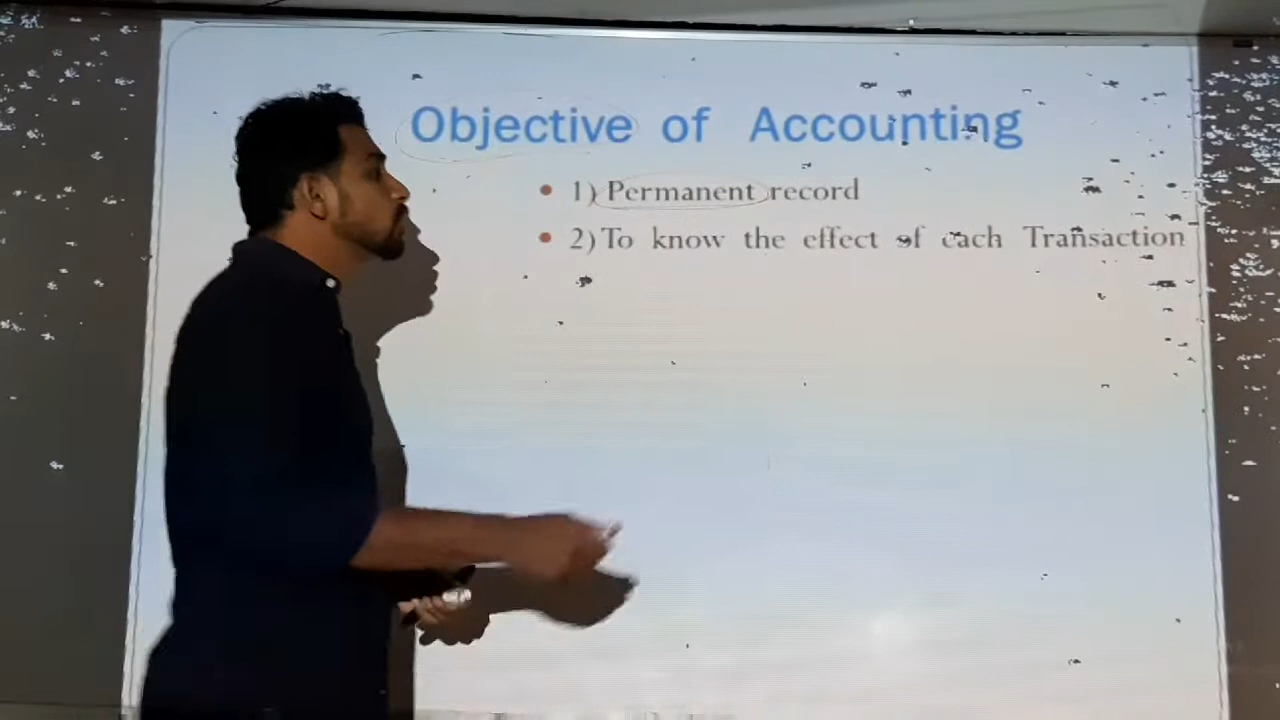 Objective of Accounting
1) Permanent record
2) To know the effect of each Transaction